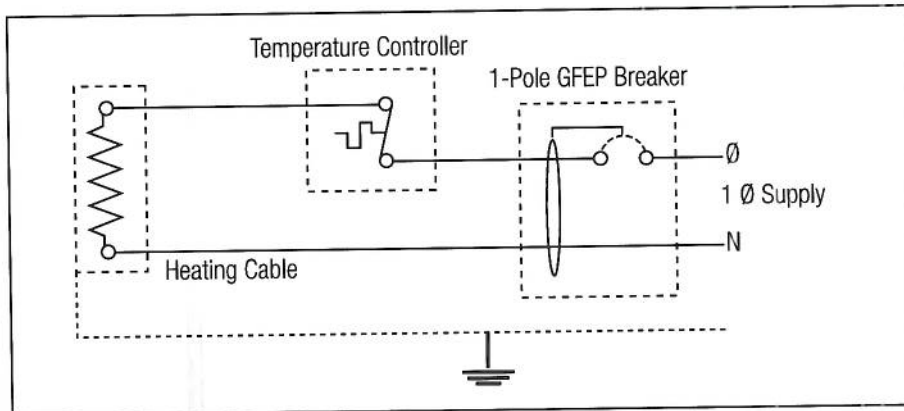 Temperature Controller
1-Pole GFEP Breaker
Ø
1 Ø Supply
N
Heating Cable